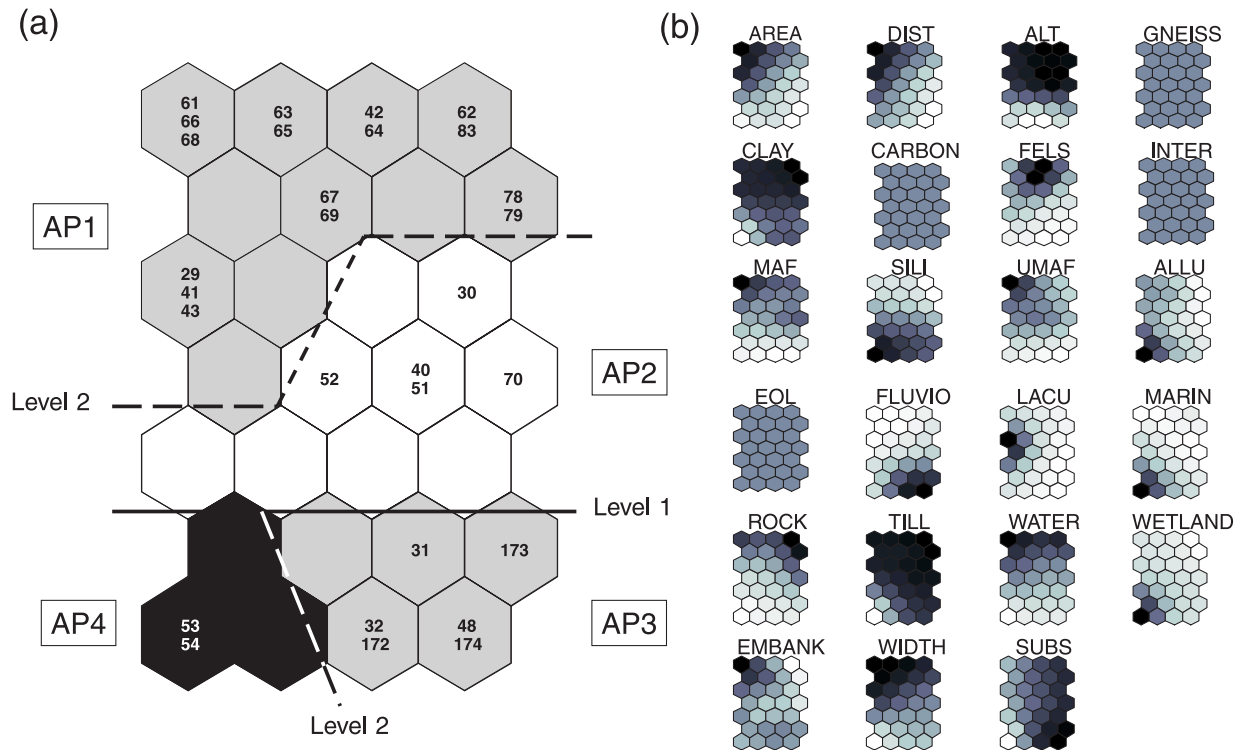 (a)
61
66
68
63
65
42
64
62
83
67
69
78
79
AP1
29
41
43
30
52
40
51
70
AP2
Level 2
Level 1
31
173
AP4
53
54
32
172
48
174
AP3
Level 2
(b)
AREA DIST ALT GNEISS
CLAY CARBON FELS INTER
MAF SILI UMAF ALLU
EOL FLUVIO LACU MARIN
ROCK TILL WATER WETLAND
EMBANK WIDTH SUBS